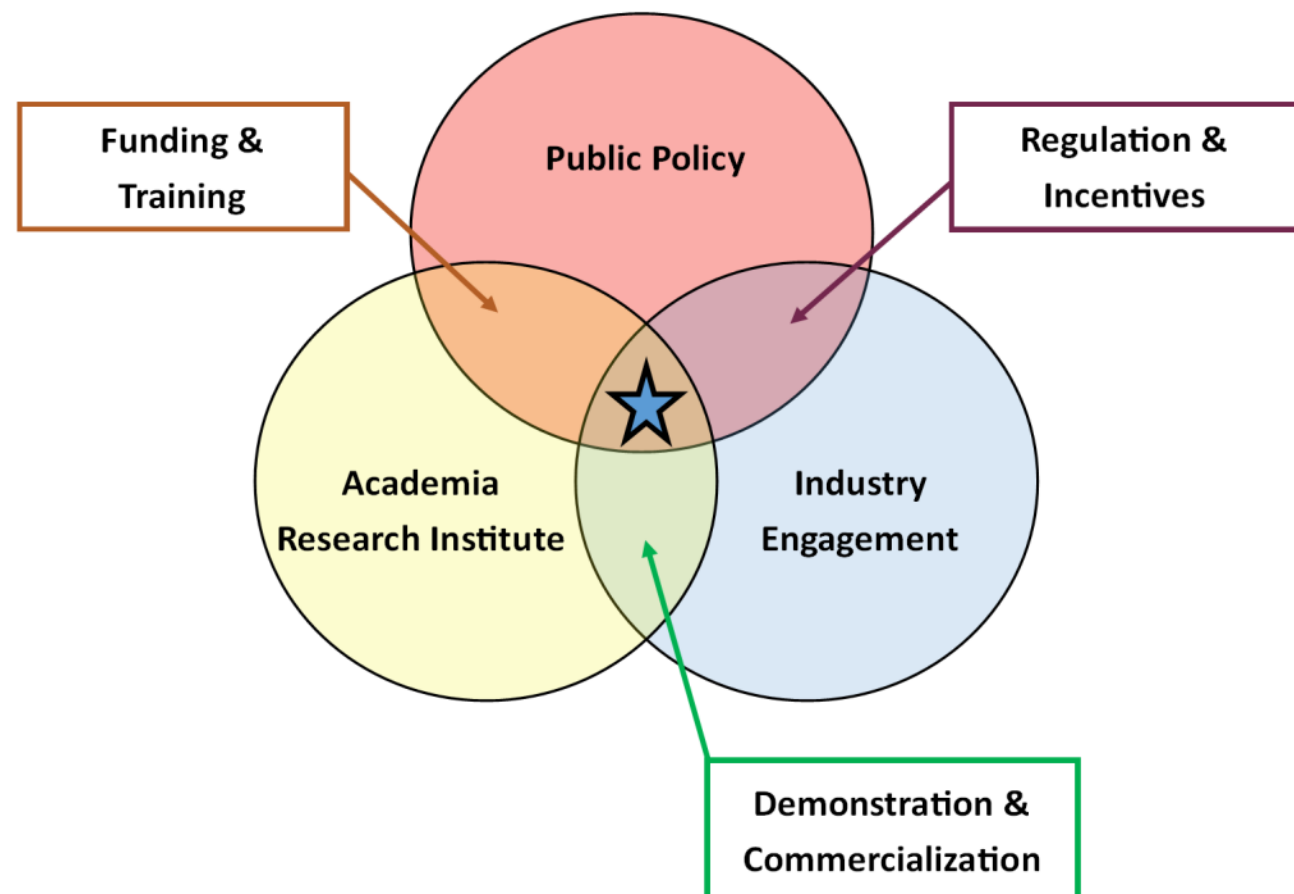 Funding &
Training
Public Policy
Regulation &
Incentives
Academia
Research Institute
Industry
Engagement
Demonstration &
Commercialization